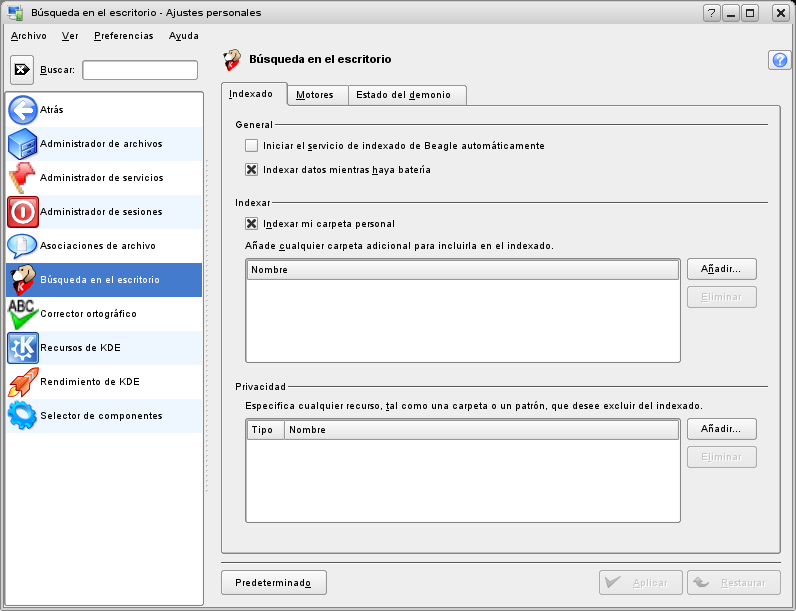 Búsqueda en el escritorio - Ajustes personales
Archivo Ver Preferencias Ayuda
Buscar:
Atrás
Administrador de archivos
Administrador de servicios
Administrador de sesiones
Asociaciones de archivo
Búsqueda en el escritorio
ABC
Corrector ortográfico
Recursos de KDE
Rendimiento de KDE
Selector de componentes
Búsqueda en el escritorio
Indexado Motores Estado del demonio
General
Iniciar el servicio de indexado de Beagle automáticamente
Indexar datos mientras haya batería
Indexar
Indexar mi carpeta personal
Añade cualquier carpeta adicional para incluirla en el indexado.
Nombre
Añadir...
Eliminar
Privacidad
Especifica cualquier recurso, tal como una carpeta o un patrón, que desee excluir del indexado.
Tipo Nombre
Añadir...
Eliminar
Predeterminado Aplicar Restaurar